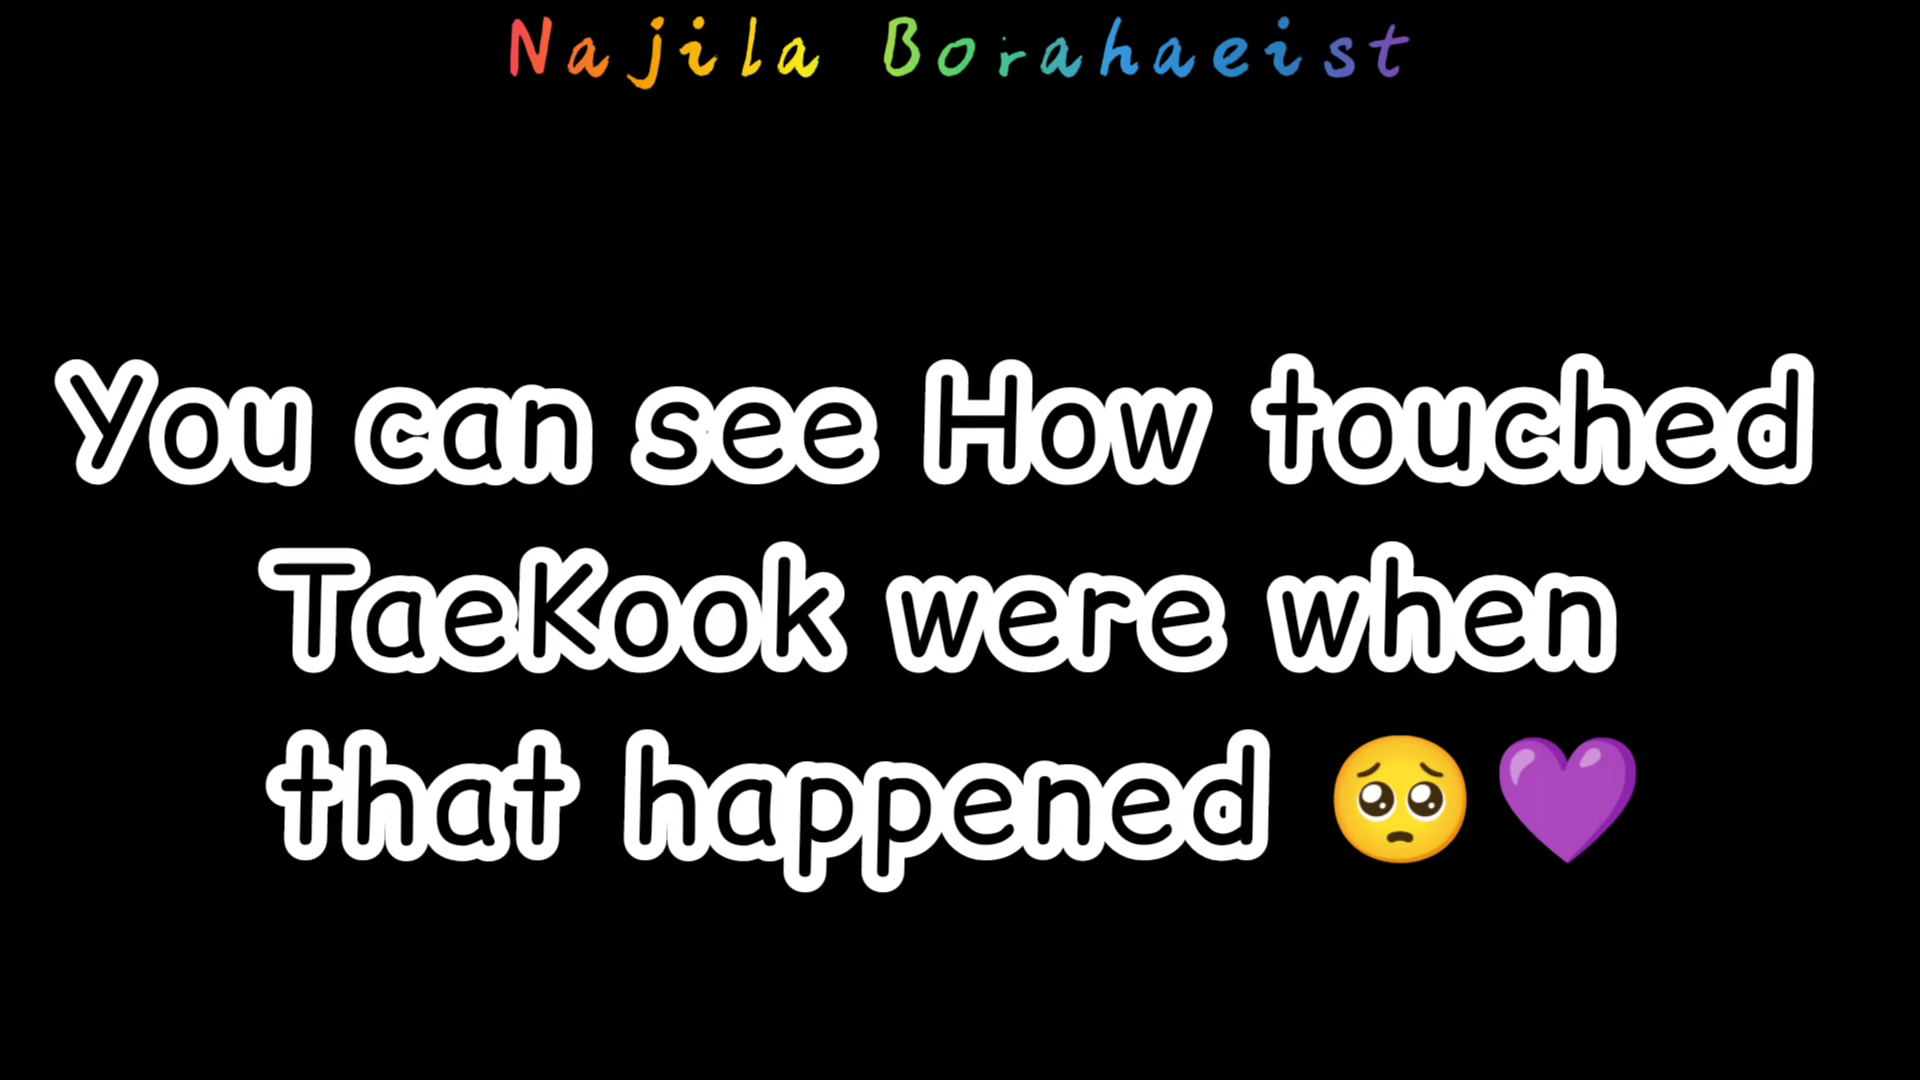 Najila Borahaeist
You can see How touched
TaeKook were when
that happened 🥺💜